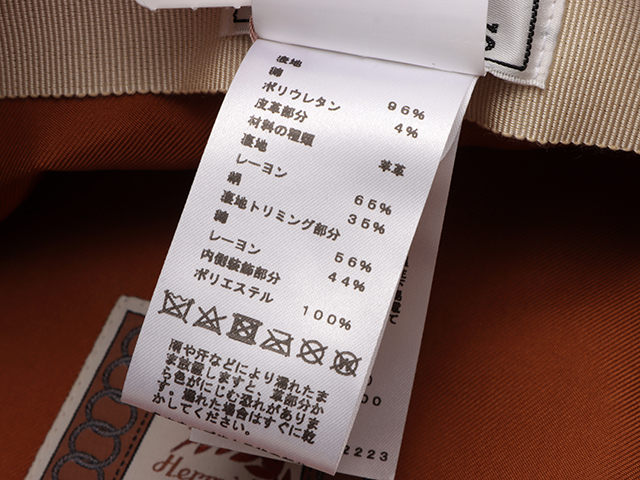 表地
綿 96%
ポリウレタン 4%
皮革部分
材料の種類 羊革
裏地
レーヨン 65%
絹 35%
裏地トリミング部分
綿 56%
レーヨン 44%
内側装飾部分
ポリエステル 100%
雨や汗などにより濡れたま
ま放置しますと、革部分か
ら色がにじむ恐れがありま
す。濡れた場合はすぐに乾
かしてください。
2223
Herm